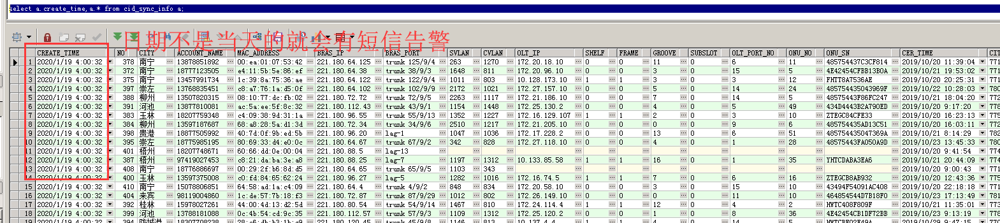 select a.create_time,a.* from cid_sync_info a;
日期不是当天的就会有短信告警
CREATE_TIME NO CITY ACCOUNT_NAME MAC_ADDRESS BRAS_IP BRAS_PORT SVLAN CVLAN OLT_IP SHELF FRAME GROOVE SUBSLOT OLT_PORT_NO ONU_NO ONU_SN CER_TIME CIT
1 2020/1/19 4:00:32 378 南宁 13878851892 00:ea:01:07:53:42 221.180.64.125 trunk 125/9/4 263 1270 172.20.18.10 0 0 11 0 6 11 485754437C3CF814 2019/10/20 11:39:04 771
2 2020/1/19 4:00:32 372 南宁 18777123505 e4:11:5b:5e:86:ef 221.180.64.38 trunk 38/9/3 1648 811 172.20.96.10 0 0 3 0 15 5 4E42454CFBB13B0A 2019/10/21 19:53:02 771
3 2020/1/19 4:00:32 375 南宁 13457991734 1c:39:8a:75:36:ae 221.180.64.122 trunk 122/9/4 1011 803 10.128.173.10 1 1 3 0 3 12 FHTT8A7536AE 2019/10/20 20:25:31 771
4 2020/1/19 4:00:32 397 崇左 13768835451 c8:a7:76:1a:d5:0f 221.180.64.102 trunk 102/9/9 2172 1021 172.27.157.10 0 0 5 0 14 24 485754435043969F 2019/10/22 10:28:03 780
5 2020/1/19 4:00:32 388 柳州 13507820315 08:10:77:dc:fb:02 221.180.72.72 trunk 72/9/5 2263 1117 172.21.186.10 0 0 7 0 14 5 48575443F86FC247 2019/10/21 18:04:20 772
6 2020/1/19 4:00:32 391 河池 13877810081 ac:5a:ee:5f:8c:32 221.180.112.43 trunk 43/9/1 1154 1448 172.25.130.2 0 0 4 0 5 49 434D4443B2A790ED 2019/10/20 9:17:20 778
7 2020/1/19 4:00:32 383 玉林 18207759348 c4:09:38:9d:31:1a 221.180.96.55 trunk 55/9/13 1352 1227 172.16.129.107 1 1 2 0 3 10 ZTEGC84CFE33 2019/10/20 16:23:13 775
8 2020/1/19 4:00:32 384 柳州 13597187687 68:a8:28:5a:d1:3d 221.180.72.34 trunk 34/9/6 2510 1217 172.21.205.10 0 0 0 0 9 6 48575435AD13C51 2019/10/20 16:03:11 772
9 2020/1/19 4:00:32 398 贵港 18877505992 40:7d:0f:9b:ed:5b 221.180.96.20 lag-1 1047 1036 172.17.228.2 0 0 13 0 6 51 485754435047369A 2019/10/21 8:14:29 782
10 2020/1/19 4:00:32 395 崇左 18775985195 80:69:33:d4:e0:0c 221.180.64.67 trunk 67/9/2 342 828 172.27.118.10 0 0 4 0 1 1 48575443FA050A9D 2019/10/23 13:45:33 780
11 2020/1/19 4:00:32 401 梧州 18207748671 60:66:dd:0e:00:04 221.180.88.5 lag-13 2019/10/20 9:41:54 774
12 2020/1/19 4:00:32 387 梧州 97419027453 c8:21:da:ba:3e:a8 221.180.88.25 lag-7 1197 1312 10.133.85.58 1 1 16 0 1 35 YHTCDABA3EA6 2019/10/21 20:44:09 774
13 2020/1/19 4:00:32 408 南宁 18776886697 00:29:2f:b6:8d:d5 221.180.64.65 trunk 65/9/5 1103 343 2019/10/20 9:00:43 771
14 2020/1/19 4:00:32 400 玉林 13597375008 c0:fd:84:65:62:24 221.180.96.27 lag-5 1282 1016 172.16.74.5 1 1 7 0 6 16 ZTEGCB8AB932 2019/10/20 12:43:36 775
15 2020/1/19 4:00:32 410 南宁 15078806851 64:58:ad:1a:c4:09 221.180.64.4 trunk 4/9/2 848 834 172.20.58.10 0 0 3 0 15 10 43494F54091AC408 2019/10/20 22:18:18 771
16 2020/1/19 4:00:32 404 来宾 98119004860 1c:de:57:7b:18:f3 221.180.72.87 trunk 87/9/29 1012 802 172.26.149.10 0 0 0 0 10 10 464854544D7B18F0 2019/10/23 17:13:49 772
17 2020/1/19 4:00:32 392 桂林 15978027261 44:00:4d:13:d2:5d 221.180.80.54 trunk 54/9/14 1467 810 172.24.114.4 1 1 12 0 4 2 HWTC408F809F 2019/10/21 11:35:01 773
18 2020/1/19 4:00:32 399 河池 13788181088 0c:4b:54:cd:9c:35 221.180.112.57 trunk 57/9/3 1109 1312 172.25.120.2 0 0 4 0 8 36 4E42454CB1DF72BB 2019/10/23 9:13:19 778